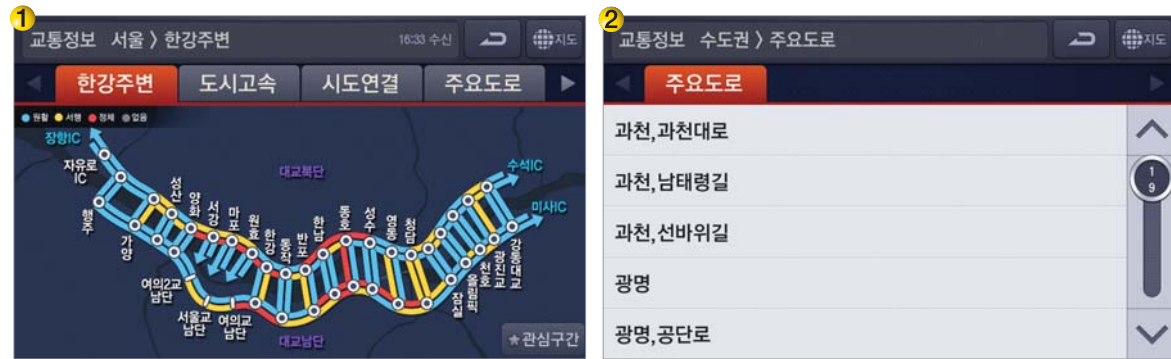 1
교통정보 서울 〉 한강주변
16:33 수신
지도
한강주변
도시고속
시도연결
주요도로
원활 서행 정체 없음
장항IC
자유로
IC
행주
가양
성산
양화
서강
마포
원효
한강
동작
반포
한남
동호
성수
영동
청담
대교북단
수석IC
미사IC
강동대교
광진교
천호
올림픽
잠실
여의2교
남단
서울교
남단
여의교
남단
대교남단
★관심구간
2
교통정보 수도권 〉 주요도로
지도
주요도로
과천,과천대로
과천,남태령길
과천,선바위길
광명
광명,공단로
1
9